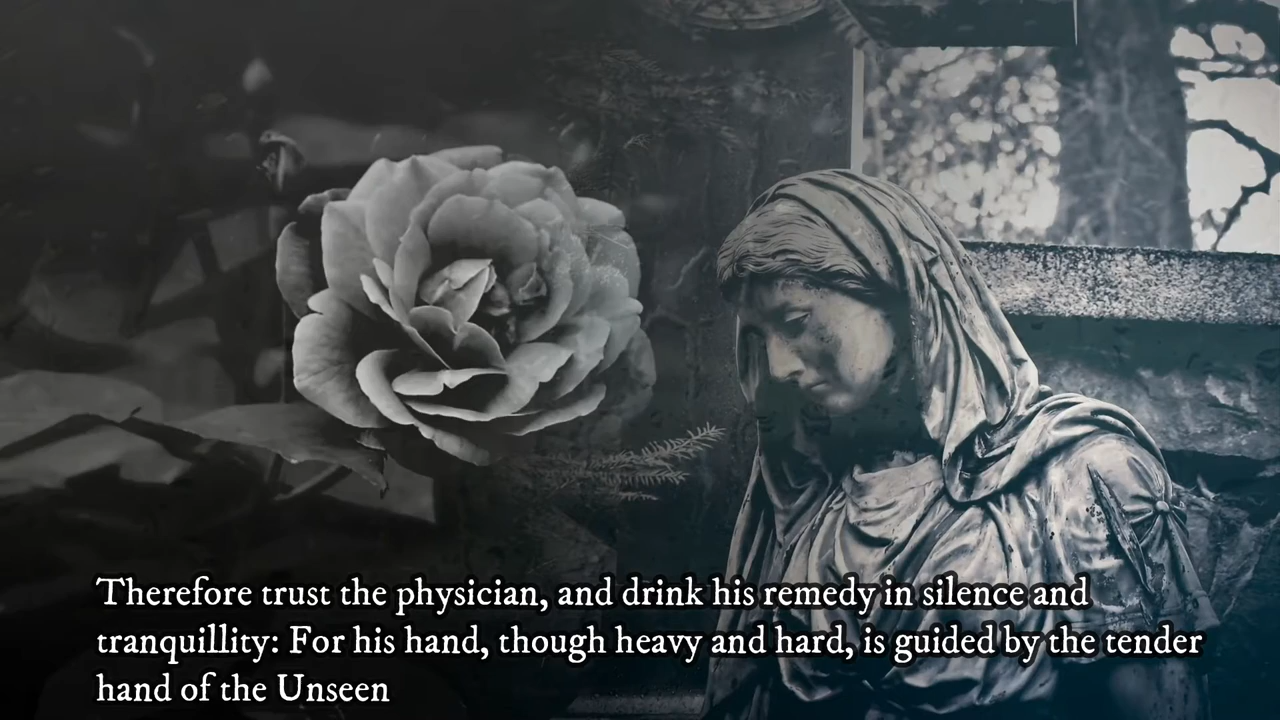 Therefore trust the physician, and drink his remedy in silence and
tranquillity: For his hand, though heavy and hard, is guided by the tender
hand of the Unseen